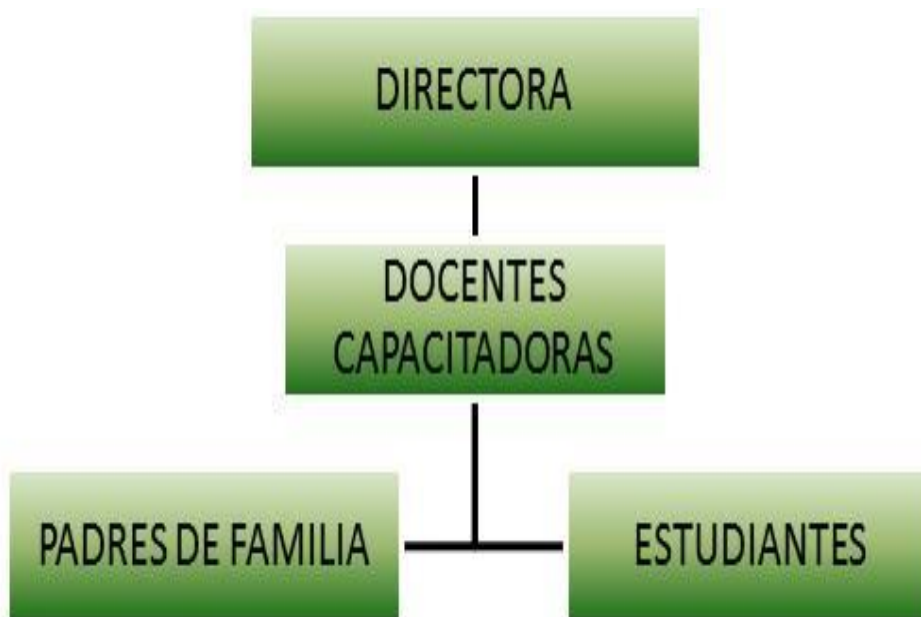 DIRECTORA
DOCENTES
CAPACITADORAS
PADRES DE FAMILIA
ESTUDIANTES